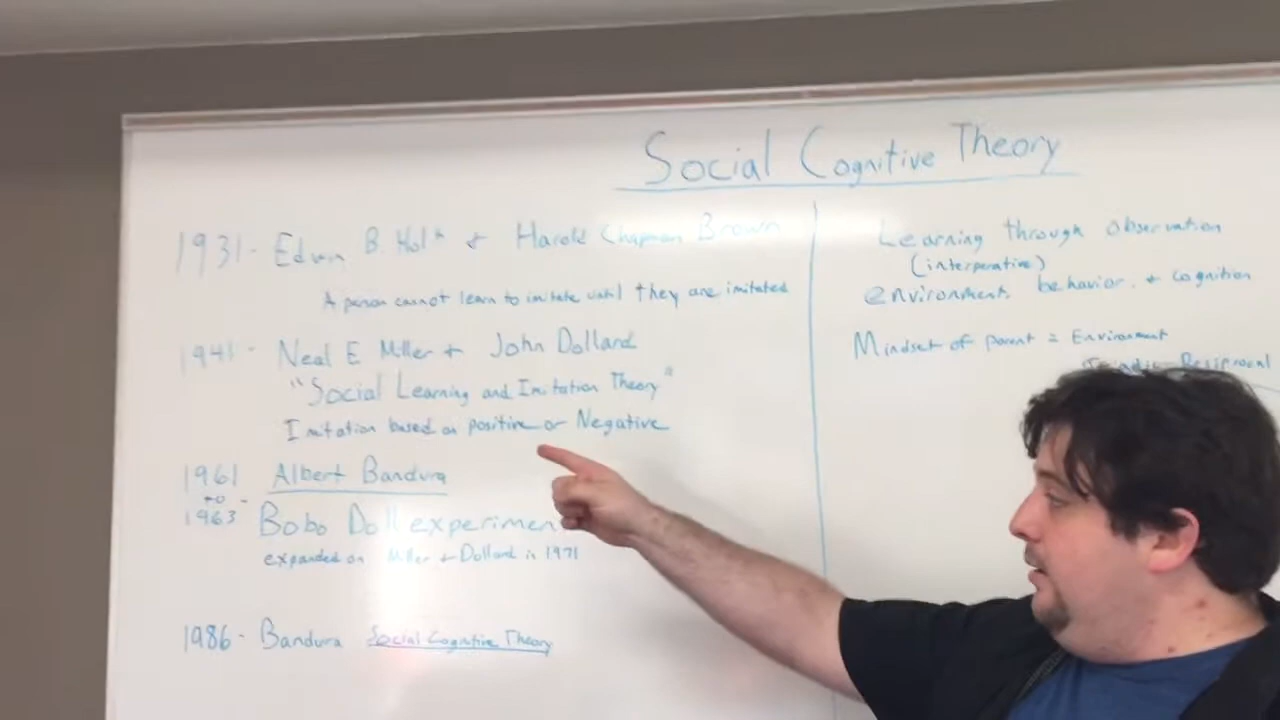 Social Cognitive Theory
1931- Edwin B. Holt + Harold Chapman Brown
A person cannot learn to imitate until they are imitated
1941- Neal E Miller + John Dolland
"Social Learning and Imitation Theory"
Imitation based on positive or Negative
1961 Albert Bandura
to -
1963 Bobo Doll experiment
expanded on Miller + Dolland in 1971
1986- Bandura Social Cognitive Theory
Learning through observation
(interperative)
environment, behavior, + cognition
Mindset of parent = Environment
Reciprocal